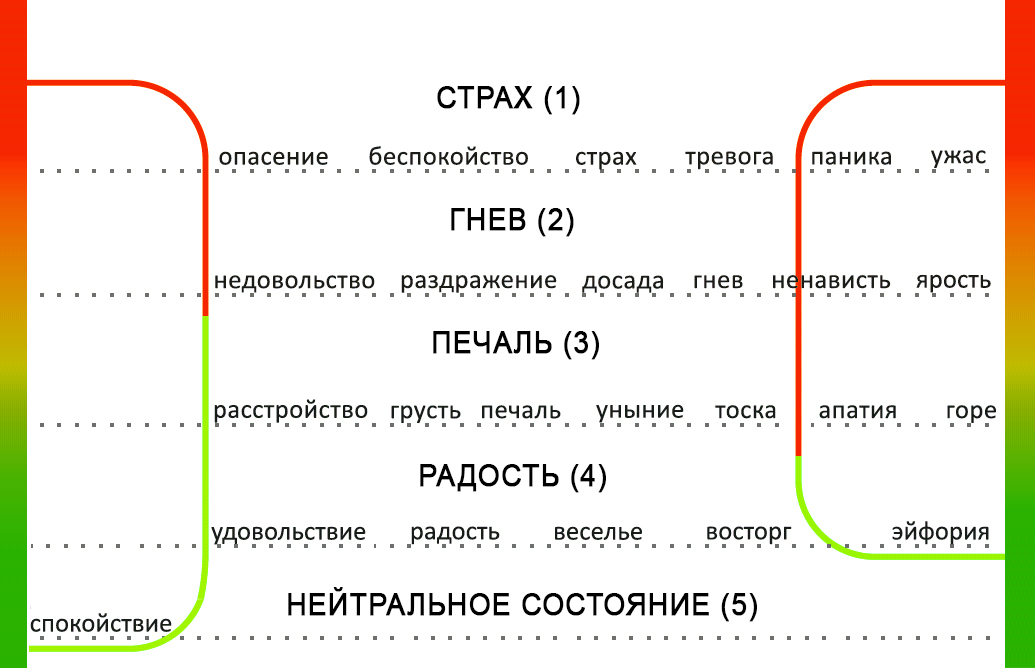 СТРАХ (1)
опасение беспокойство страх тревога паника ужас
ГНЕВ (2)
недовольство раздражение досада гнев ненависть ярость
ПЕЧАЛЬ (3)
расстройство грусть печаль уныние тоска апатия горе
РАДОСТЬ (4)
удовольствие радость веселье восторг эйфория
НЕЙТРАЛЬНОЕ СОСТОЯНИЕ (5)
спокойствие